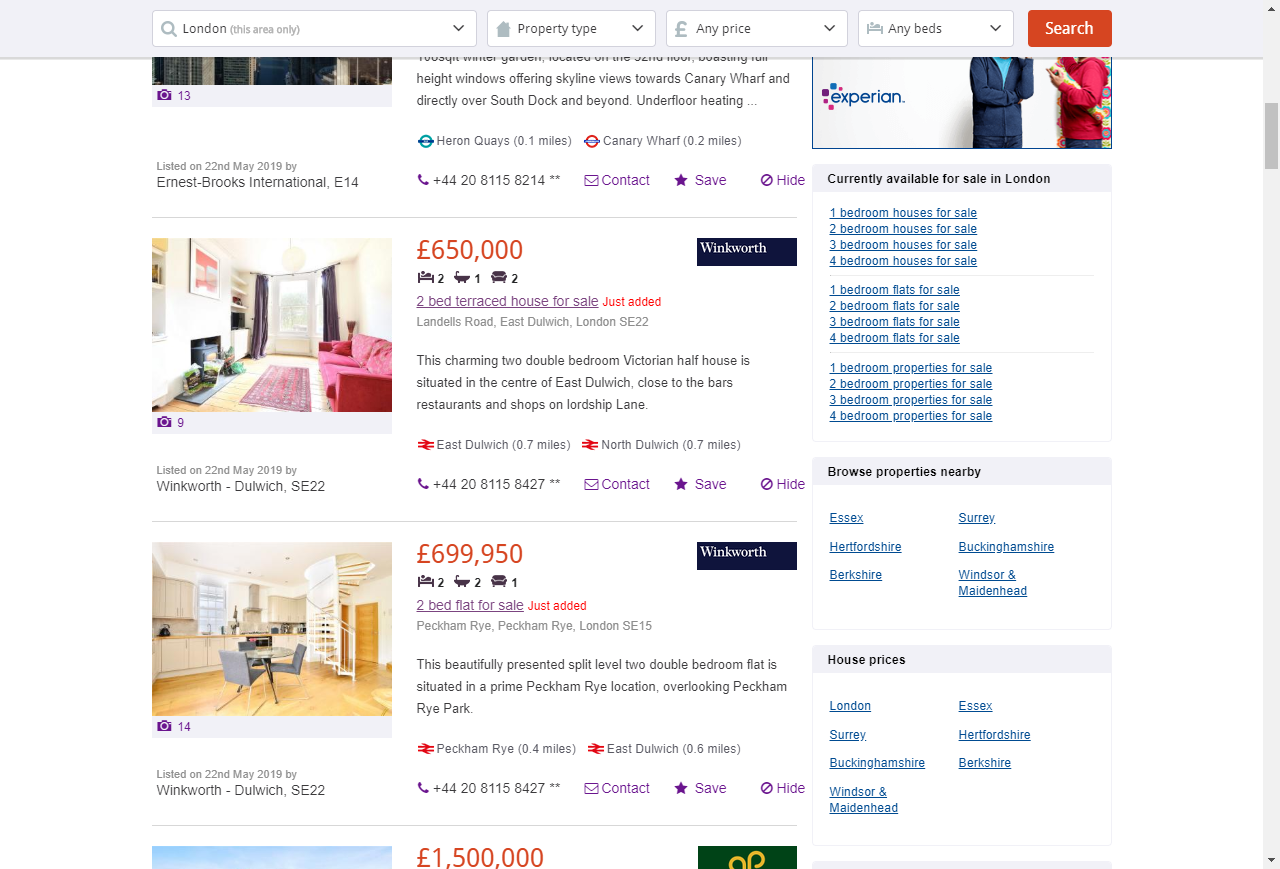 London (this area only)
Property type
Any price
Any beds
Search
height windows offering skyline views towards Canary Wharf and
directly over South Dock and beyond. Underfloor heating ...
13
Heron Quays (0.1 miles) Canary Wharf (0.2 miles)
Listed on 22nd May 2019 by
Ernest-Brooks International, E14
+44 20 8115 8214 ** Contact Save Hide
£650,000
Winkworth
2 1 2
2 bed terraced house for sale Just added
Landells Road, East Dulwich, London SE22
This charming two double bedroom Victorian half house is
situated in the centre of East Dulwich, close to the bars
restaurants and shops on lordship Lane.
9
East Dulwich (0.7 miles) North Dulwich (0.7 miles)
Listed on 22nd May 2019 by
Winkworth - Dulwich, SE22
+44 20 8115 8427 ** Contact Save Hide
£699,950
Winkworth
2 2 1
2 bed flat for sale Just added
Peckham Rye, Peckham Rye, London SE15
This beautifully presented split level two double bedroom flat is
situated in a prime Peckham Rye location, overlooking Peckham
Rye Park.
14
Peckham Rye (0.4 miles) East Dulwich (0.6 miles)
Listed on 22nd May 2019 by
Winkworth - Dulwich, SE22
+44 20 8115 8427 ** Contact Save Hide
£1,500,000
experian.
Currently available for sale in London
1 bedroom houses for sale
2 bedroom houses for sale
3 bedroom houses for sale
4 bedroom houses for sale
1 bedroom flats for sale
2 bedroom flats for sale
3 bedroom flats for sale
4 bedroom flats for sale
1 bedroom properties for sale
2 bedroom properties for sale
3 bedroom properties for sale
4 bedroom properties for sale
Browse properties nearby
Essex Surrey
Hertfordshire Buckinghamshire
Berkshire Windsor &
Maidenhead
House prices
London Essex
Surrey Hertfordshire
Buckinghamshire Berkshire
Windsor &
Maidenhead